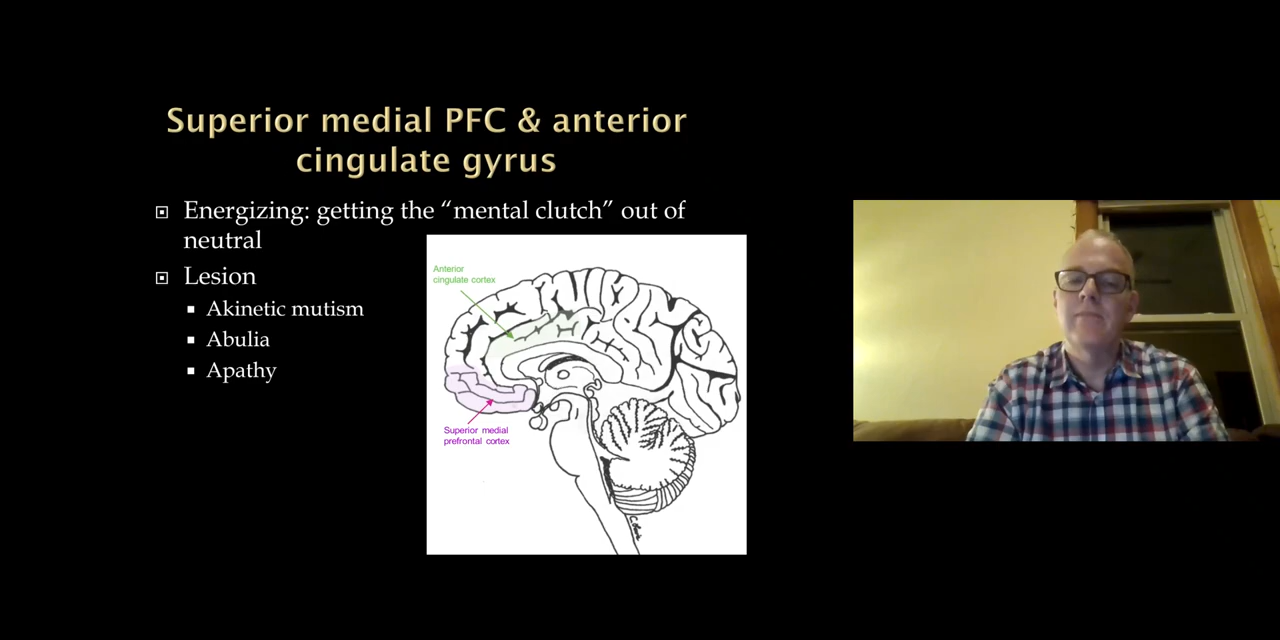 Superior medial PFC & anterior
cingulate gyrus
Energizing: getting the “mental clutch” out of
neutral
Lesion
Akinetic mutism
Abulia
Apathy
Anterior
cingulate cortex
Superior medial
prefrontal cortex